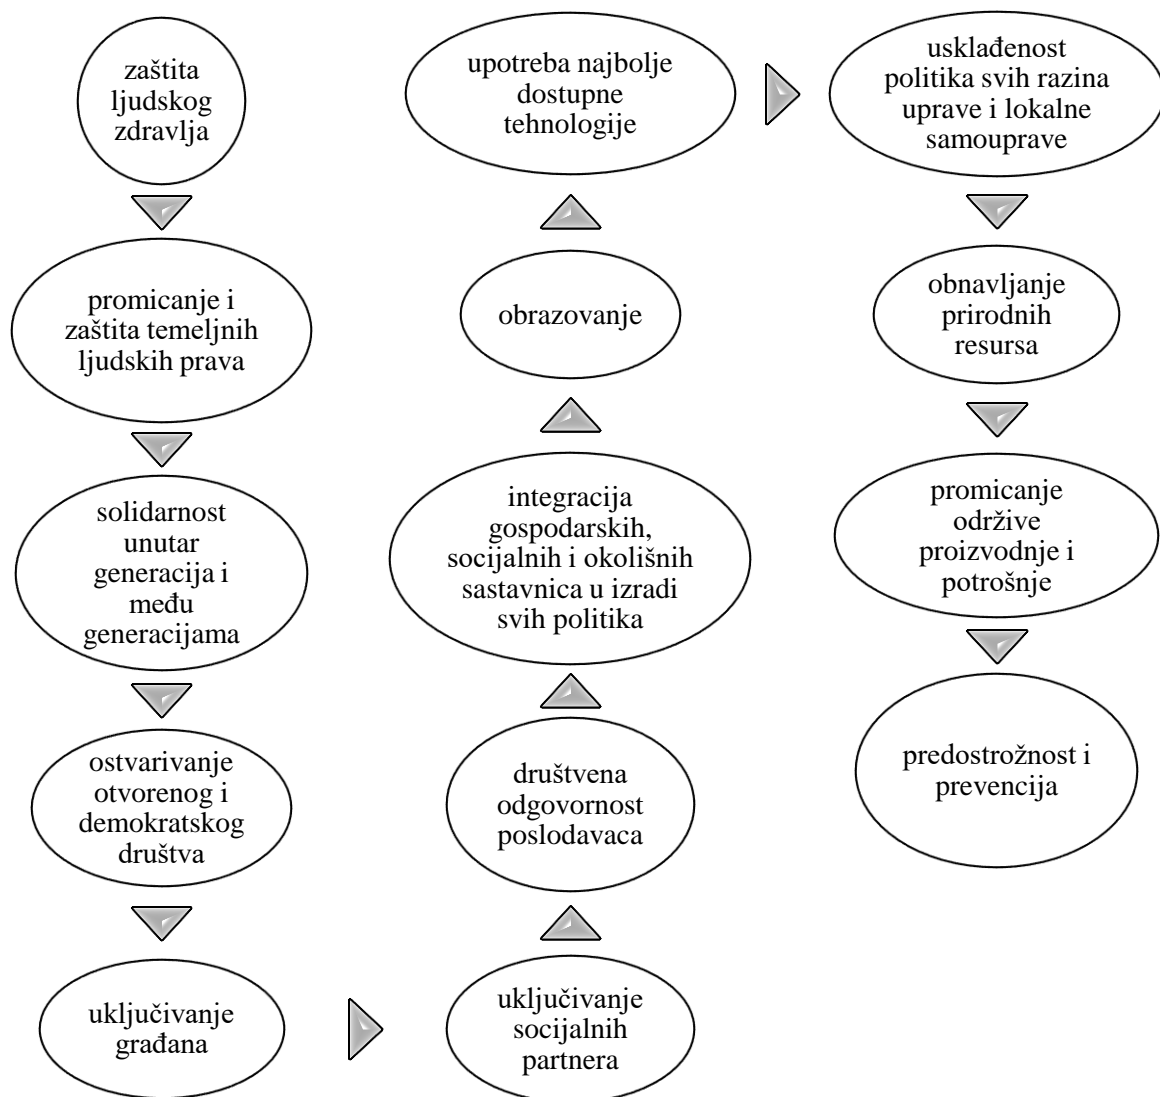 zaštita
ljudskog
zdravlja
promicanje i
zaštita temeljnih
ljudskih prava
solidarnost
unutar
generacija i
među
generacijama
ostvarivanje
otvorenog i
demokratskog
društva
uključivanje
građana
uključivanje
socijalnih
partnera
društvena
odgovornost
poslodavaca
integracija
gospodarskih,
socijalnih i okolišnih
sastavnica u izradi
svih politika
obrazovanje
upotreba najbolje
dostupne
tehnologije
usklađenost
politika svih razina
uprave i lokalne
samouprave
obnavljanje
prirodnih
resursa
promicanje
održive
proizvodnje i
potrošnje
predostrožnost i
prevencija